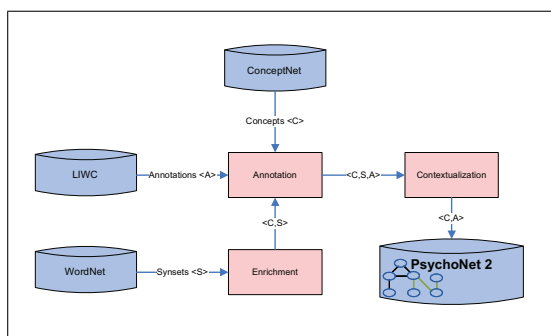 ConceptNet
Concepts <C>
LIWC
Annotations <A>
Annotation
<C,S,A>
Contextualization
<C,S>
<C,A>
WordNet
Synsets <S>
Enrichment
PsychoNet 2